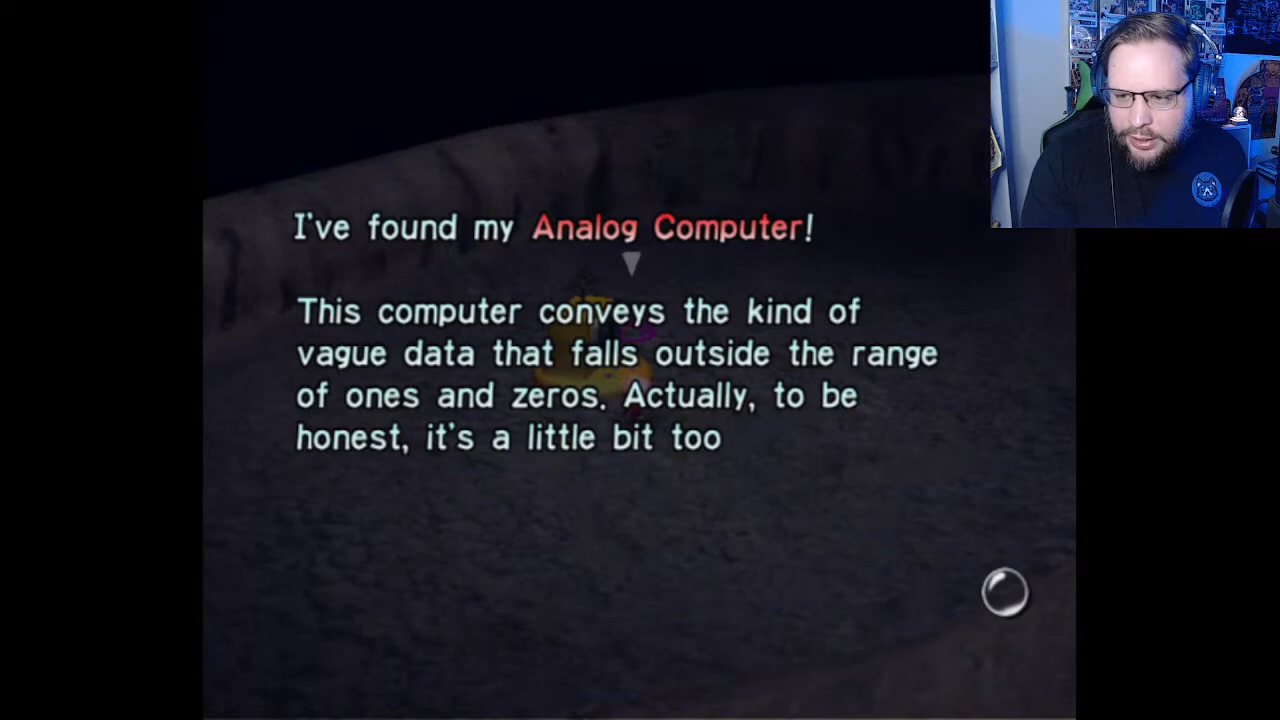 I've found my Analog Computer!
This computer conveys the kind of
vague data that falls outside the range
of ones and zeros. Actually, to be
honest, it's a little bit too